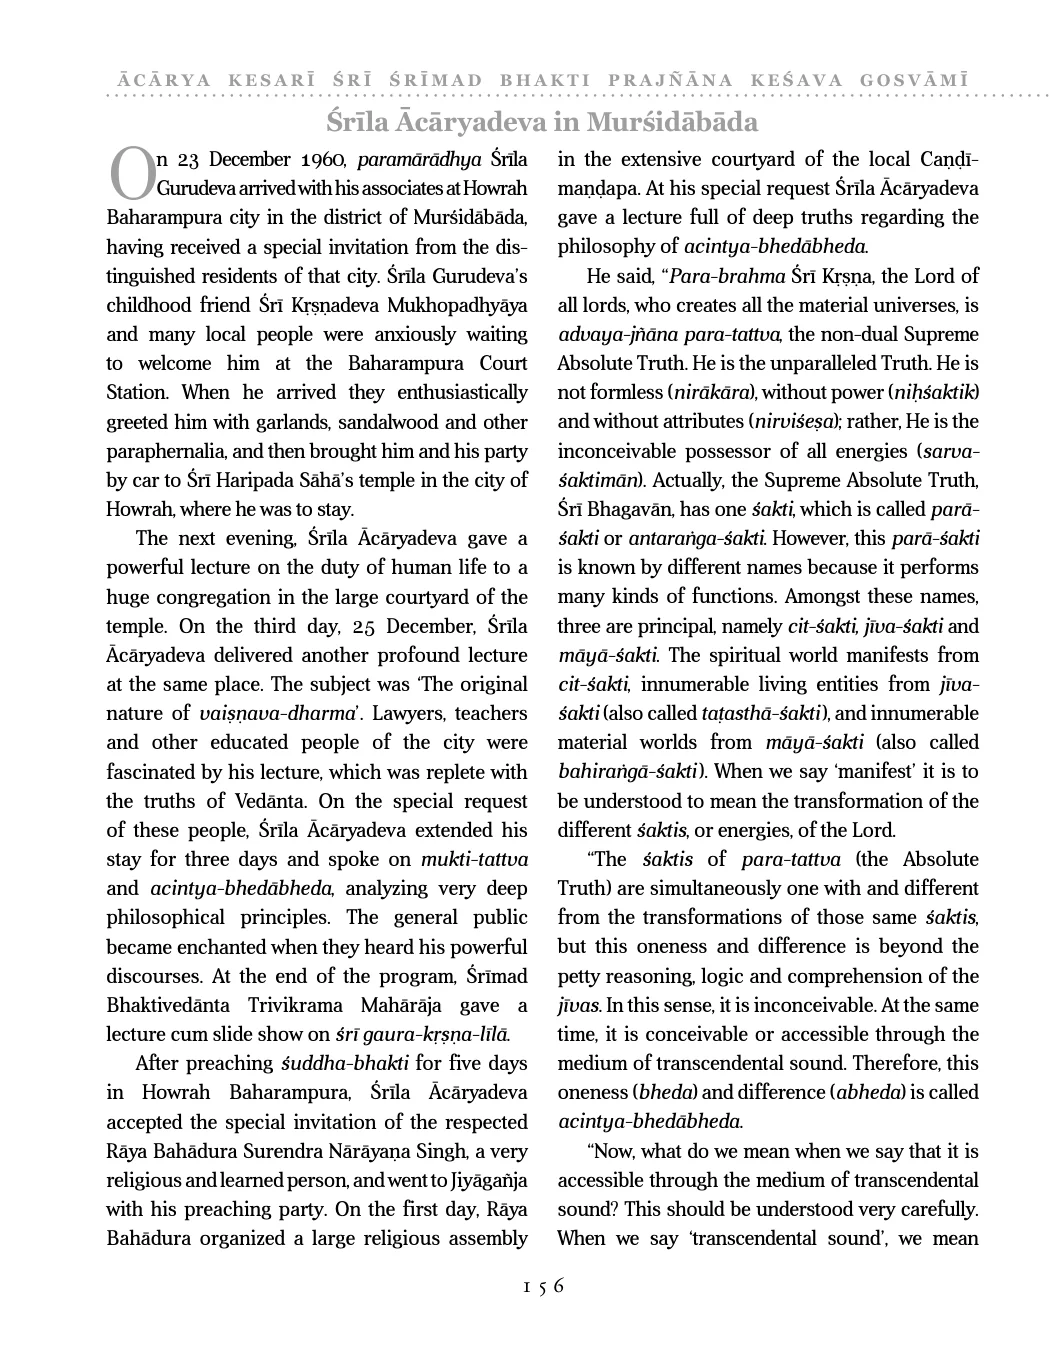 ĀCĀRYA KESARĪ ŚRĪ ŚRĪMAD BHAKTI PRAJÑĀNA KEŚAVA GOSVĀMĪ
Śrīla Ācāryadeva in Murśidābāda
On 23 December 1960, paramārādhya Śrīla
Gurudeva arrived with his associates at Howrah
Baharampura city in the district of Murśidābāda,
having received a special invitation from the dis-
tinguished residents of that city. Śrīla Gurudeva's
childhood friend Śrī Kṛṣṇadeva Mukhopadhyāya
and many local people were anxiously waiting
to welcome him at the Baharampura Court
Station. When he arrived they enthusiastically
greeted him with garlands, sandalwood and other
paraphernalia, and then brought him and his party
by car to Śrī Haripada Sāhā's temple in the city of
Howrah, where he was to stay.
The next evening, Śrīla Ācāryadeva gave a
powerful lecture on the duty of human life to a
huge congregation in the large courtyard of the
temple. On the third day, 25 December, Śrīla
Ācāryadeva delivered another profound lecture
at the same place. The subject was 'The original
nature of vaiṣṇava-dharma'. Lawyers, teachers
and other educated people of the city were
fascinated by his lecture, which was replete with
the truths of Vedānta. On the special request
of these people, Śrīla Ācāryadeva extended his
stay for three days and spoke on mukti-tattva
and acintya-bhedābheda, analyzing very deep
philosophical principles. The general public
became enchanted when they heard his powerful
discourses. At the end of the program, Śrīmad
Bhaktivedānta Trivikrama Mahārāja gave a
lecture cum slide show on śrī gaura-kṛṣṇa-līlā.
After preaching śuddha-bhakti for five days
in Howrah Baharampura, Śrīla Ācāryadeva
accepted the special invitation of the respected
Rāya Bahādura Surendra Nārāyaṇa Singh, a very
religious and learned person, and went to Jiyāgañja
with his preaching party. On the first day, Rāya
Bahādura organized a large religious assembly
in the extensive courtyard of the local Caṇḍī-
maṇḍapa. At his special request Śrīla Ācāryadeva
gave a lecture full of deep truths regarding the
philosophy of acintya-bhedābheda.
He said, “Para-brahma Śrī Kṛṣṇa, the Lord of
all lords, who creates all the material universes, is
advaya-jñāna para-tattva, the non-dual Supreme
Absolute Truth. He is the unparalleled Truth. He is
not formless (nirākāra), without power (niḥśaktik)
and without attributes (nirviśeṣa); rather, He is the
inconceivable possessor of all energies (sarva-
śaktimān). Actually, the Supreme Absolute Truth,
Śrī Bhagavān, has one śakti, which is called parā-
śakti or antaraṅga-śakti. However, this parā-śakti
is known by different names because it performs
many kinds of functions. Amongst these names,
three are principal, namely cit-śakti, jīva-śakti and
māyā-śakti. The spiritual world manifests from
cit-śakti, innumerable living entities from jīva-
śakti (also called taṭasthā-śakti), and innumerable
material worlds from māyā-śakti (also called
bahiraṅgā-śakti). When we say ‘manifest’ it is to
be understood to mean the transformation of the
different śaktis, or energies, of the Lord.
“The śaktis of para-tattva (the Absolute
Truth) are simultaneously one with and different
from the transformations of those same śaktis,
but this oneness and difference is beyond the
petty reasoning, logic and comprehension of the
jīvas. In this sense, it is inconceivable. At the same
time, it is conceivable or accessible through the
medium of transcendental sound. Therefore, this
oneness (bheda) and difference (abheda) is called
acintya-bhedābheda.
“Now, what do we mean when we say that it is
accessible through the medium of transcendental
sound? This should be understood very carefully.
When we say ‘transcendental sound’, we mean
156